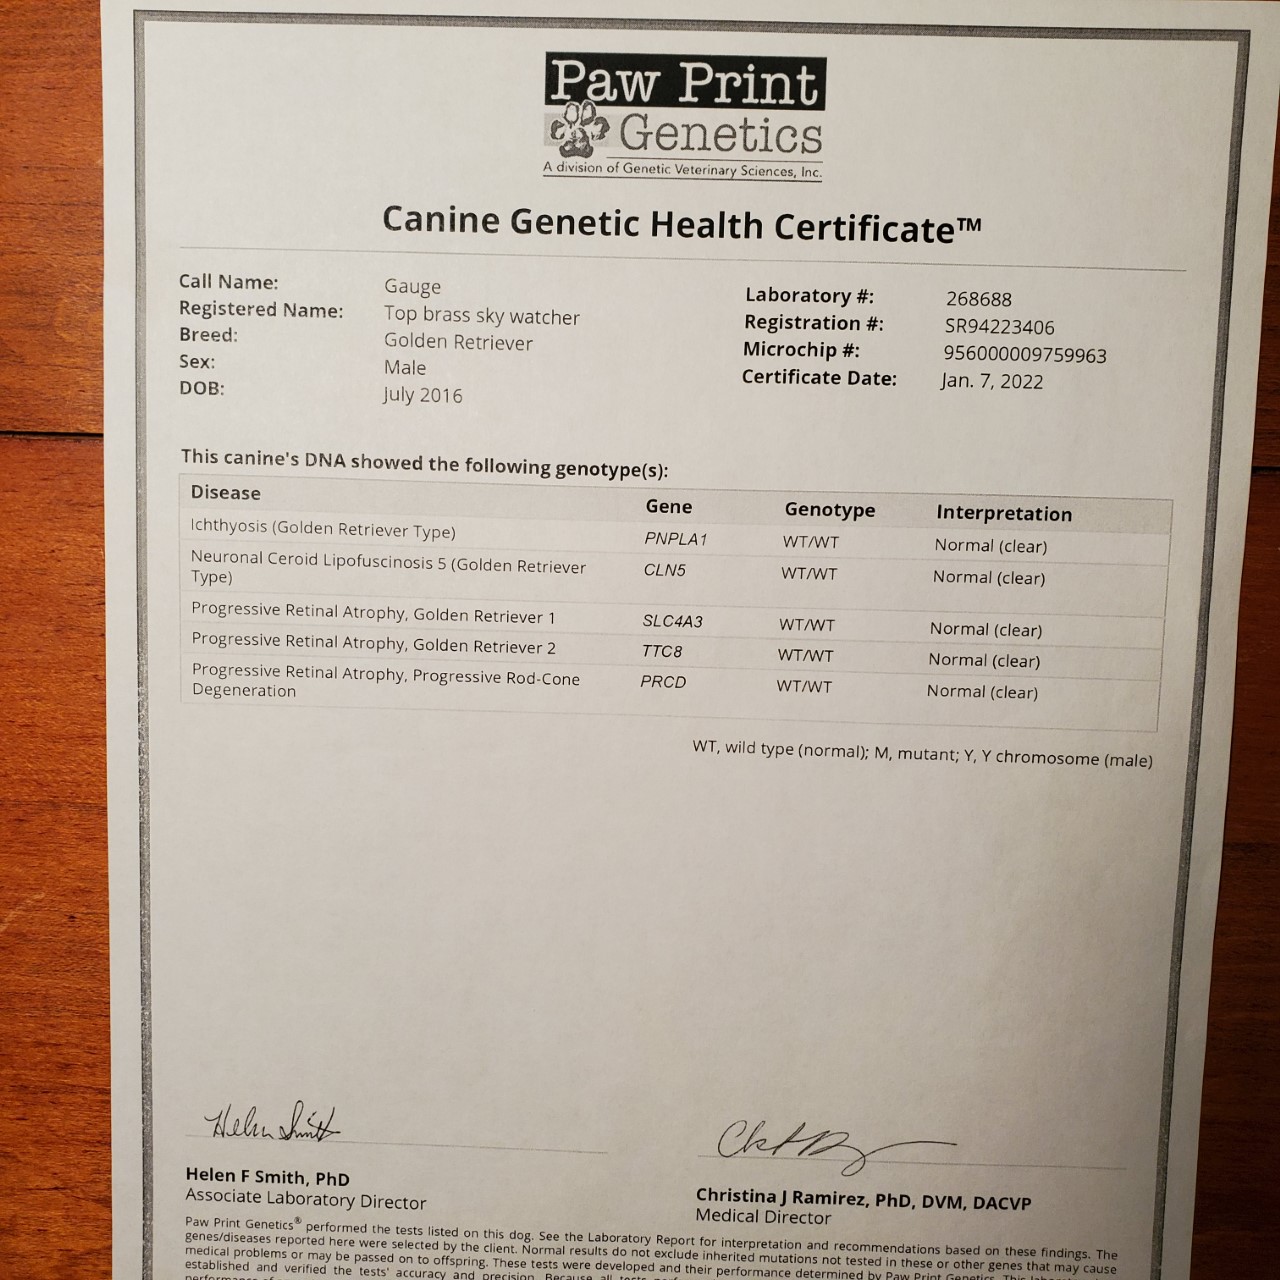 Paw Print
Genetics
A division of Genetic Veterinary Sciences, Inc.
Canine Genetic Health Certificate™
Call Name: Gauge
Registered Name: Top brass sky watcher
Breed: Golden Retriever
Sex: Male
DOB: July 2016
Laboratory #: 268688
Registration #: SR94223406
Microchip #: 956000009759963
Certificate Date: Jan. 7, 2022
This canine's DNA showed the following genotype(s):
Disease Gene Genotype Interpretation
Ichthyosis (Golden Retriever Type) PNPLA1 WT/WT Normal (clear)
Neuronal Ceroid Lipofuscinosis 5 (Golden Retriever CLN5 WT/WT Normal (clear)
Type)
Progressive Retinal Atrophy, Golden Retriever 1 SLC4A3 WT/WT Normal (clear)
Progressive Retinal Atrophy, Golden Retriever 2 TTC8 WT/WT Normal (clear)
Progressive Retinal Atrophy, Progressive Rod-Cone PRCD WT/WT Normal (clear)
Degeneration
WT, wild type (normal); M, mutant; Y, Y chromosome (male)
Helen Smith
Helen F Smith, PhD
Associate Laboratory Director
Christina J Ramirez, PhD, DVM, DACVP
Medical Director
Paw Print Genetics® performed the tests listed on this dog. See the Laboratory Report for interpretation and recommendations based on these findings. The
genes/diseases reported here were selected by the client. Normal results do not exclude inherited mutations not tested in these or other genes that may cause
medical problems or may be passed on to offspring. These tests were developed and their performance determined by Paw Print Genetics. This
established and verified the tests' accuracy and precision. Because all tests